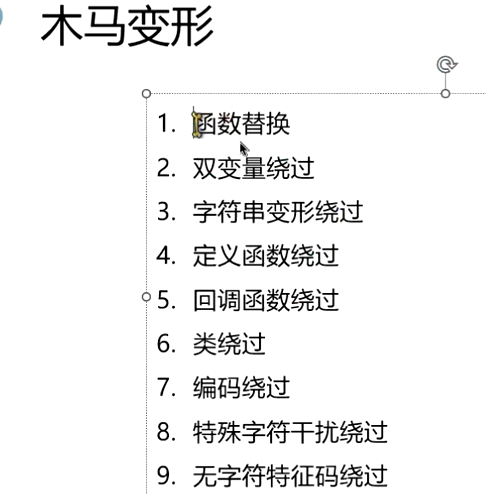 木马变形
1. 函数替换
2. 双变量绕过
3. 字符串变形绕过
4. 定义函数绕过
5. 回调函数绕过
6. 类绕过
7. 编码绕过
8. 特殊字符干扰绕过
9. 无字符特征码绕过